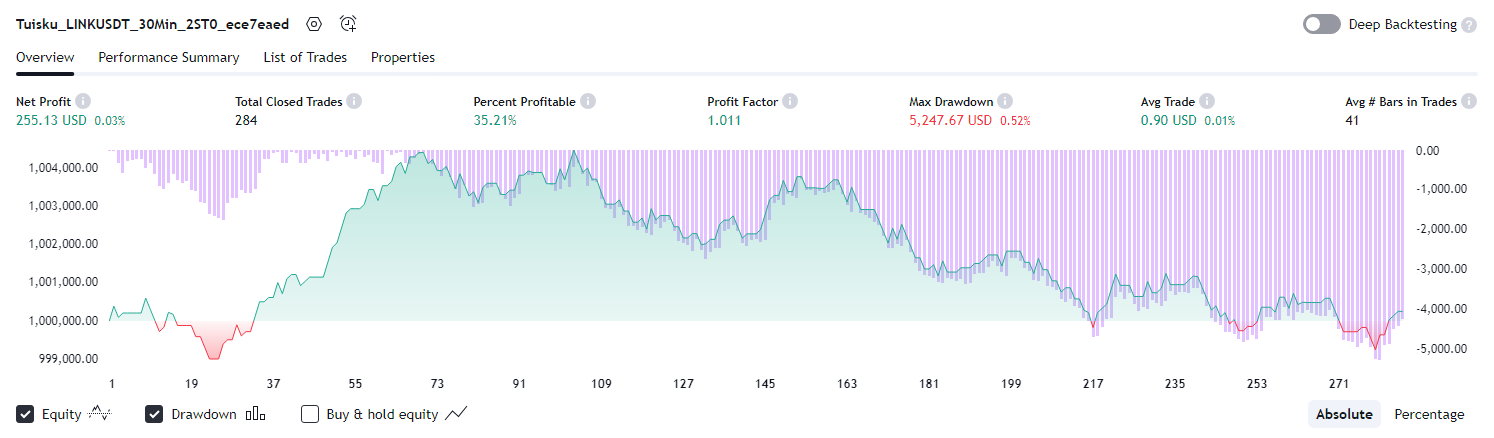 Tuisku_LINKUSDT_30Min_2ST0_ece7eaed
Deep Backtesting ?
Overview Performance Summary List of Trades Properties
Net Profit i Total Closed Trades i Percent Profitable i Profit Factor i Max Drawdown i Avg Trade i Avg # Bars in Trades i
255.13 USD 0.03% 284 35.21% 1.011 5,247.67 USD 0.52% 0.90 USD 0.01% 41
0.00
1,004,000.00
-1,000.00
1,003,000.00
-2,000.00
1,002,000.00
-3,000.00
1,001,000.00
-4,000.00
1,000,000.00
-5,000.00
999,000.00
1 19 37 55 73 91 109 127 145 163 181 199 217 235 253 271
Equity Drawdown Buy & hold equity Absolute Percentage